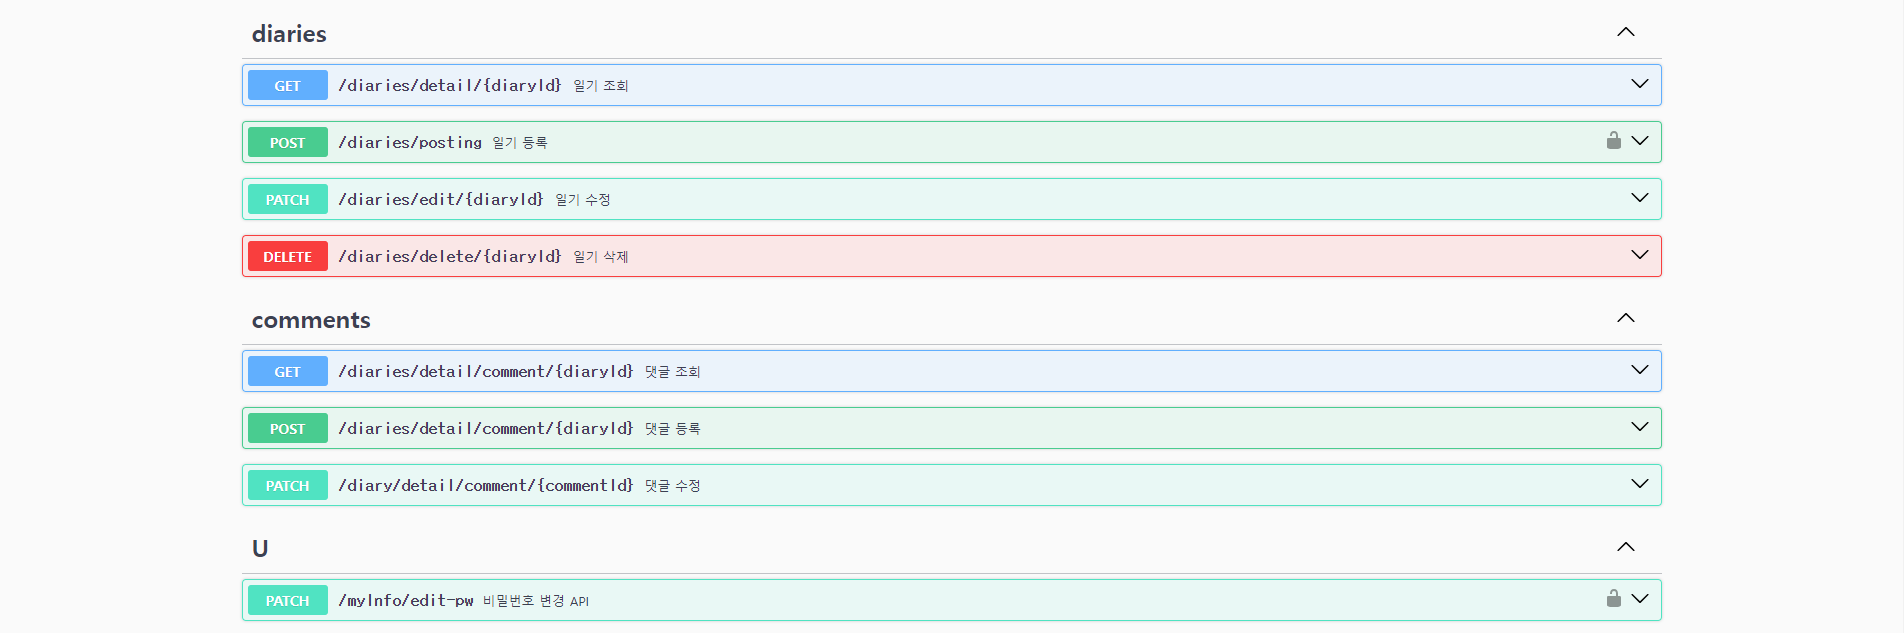 diaries
GET /diaries/detail/{diaryId} 일기 조회
POST /diaries/posting 일기 등록
PATCH /diaries/edit/{diaryId} 일기 수정
DELETE /diaries/delete/{diaryId} 일기 삭제
comments
GET /diaries/detail/comment/{diaryId} 댓글 조회
POST /diaries/detail/comment/{diaryId} 댓글 등록
PATCH /diary/detail/comment/{commentId} 댓글 수정
U
PATCH /myInfo/edit-pw 비밀번호 변경 API